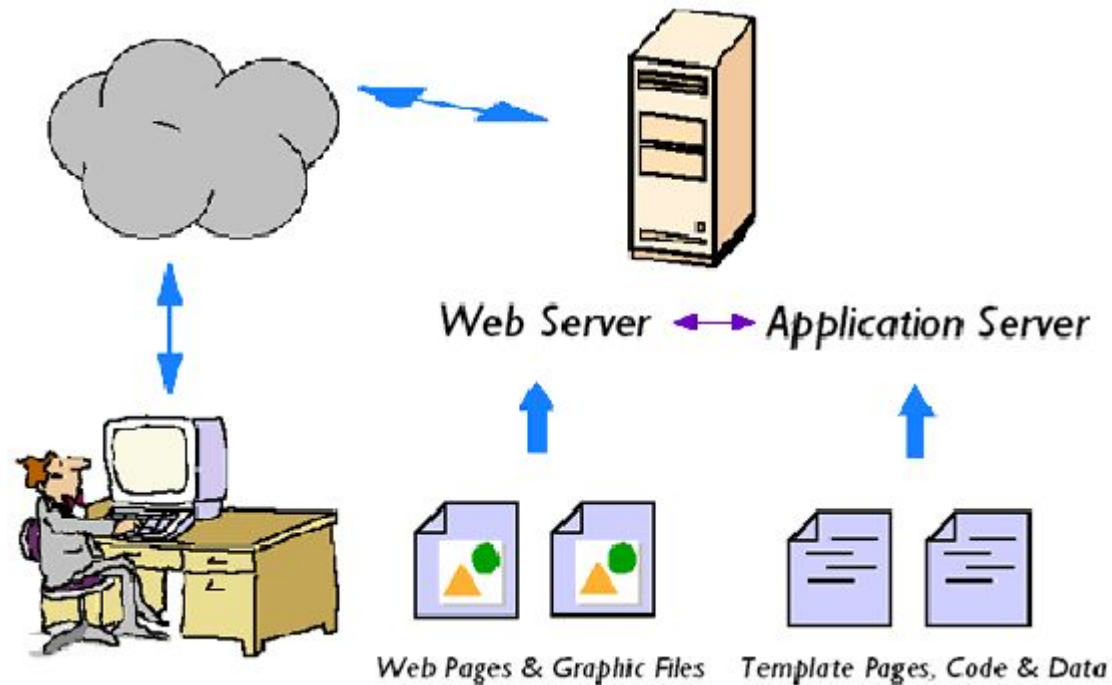 Web Server
Application Server
Web Pages & Graphic Files
Template Pages, Code & Data